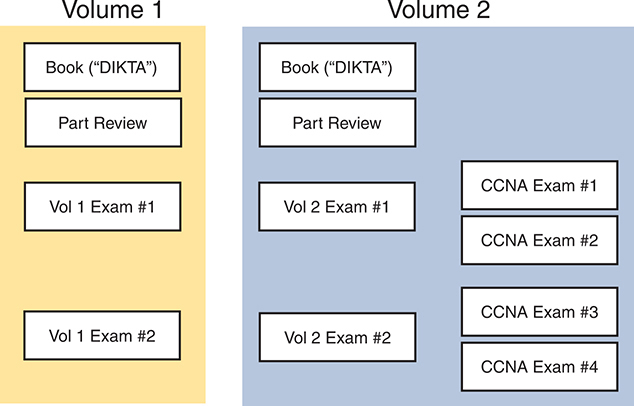 Volume 1
Book (“DIKTA”)
Part Review
Vol 1 Exam #1
Vol 1 Exam #2
Volume 2
Book (“DIKTA”)
Part Review
Vol 2 Exam #1
Vol 2 Exam #2
CCNA Exam #1
CCNA Exam #2
CCNA Exam #3
CCNA Exam #4